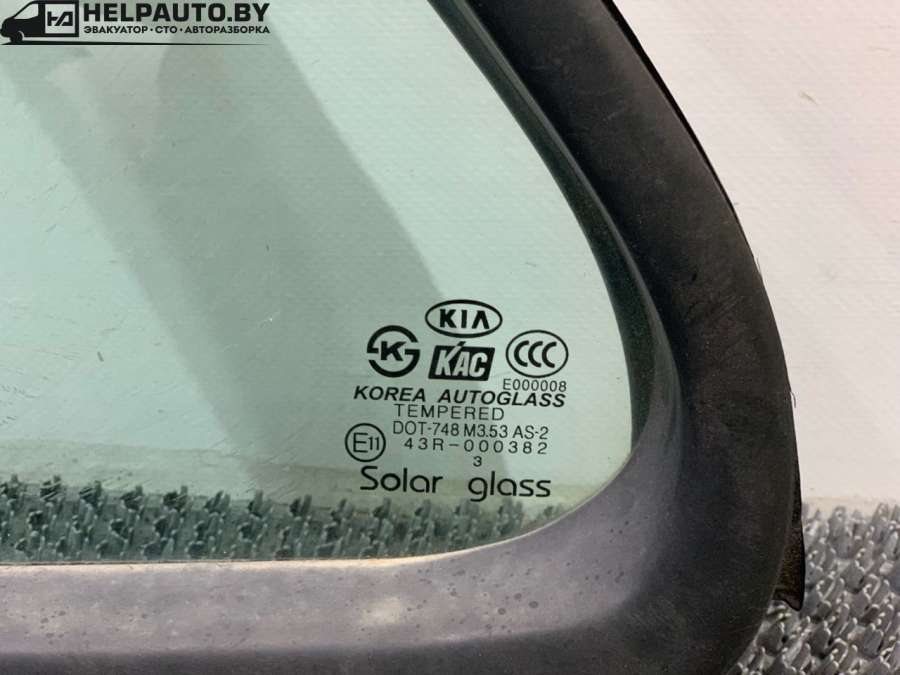 HELPAUTO.BY
ЭВАКУАТОР · СТО · АВТОРАЗБОРКА
KIA
K
KAC
CCC
E000008
KOREA AUTOGLASS
TEMPERED
DOT-748 M3.53 AS-2
E11
43R-000382
3
Solar glass